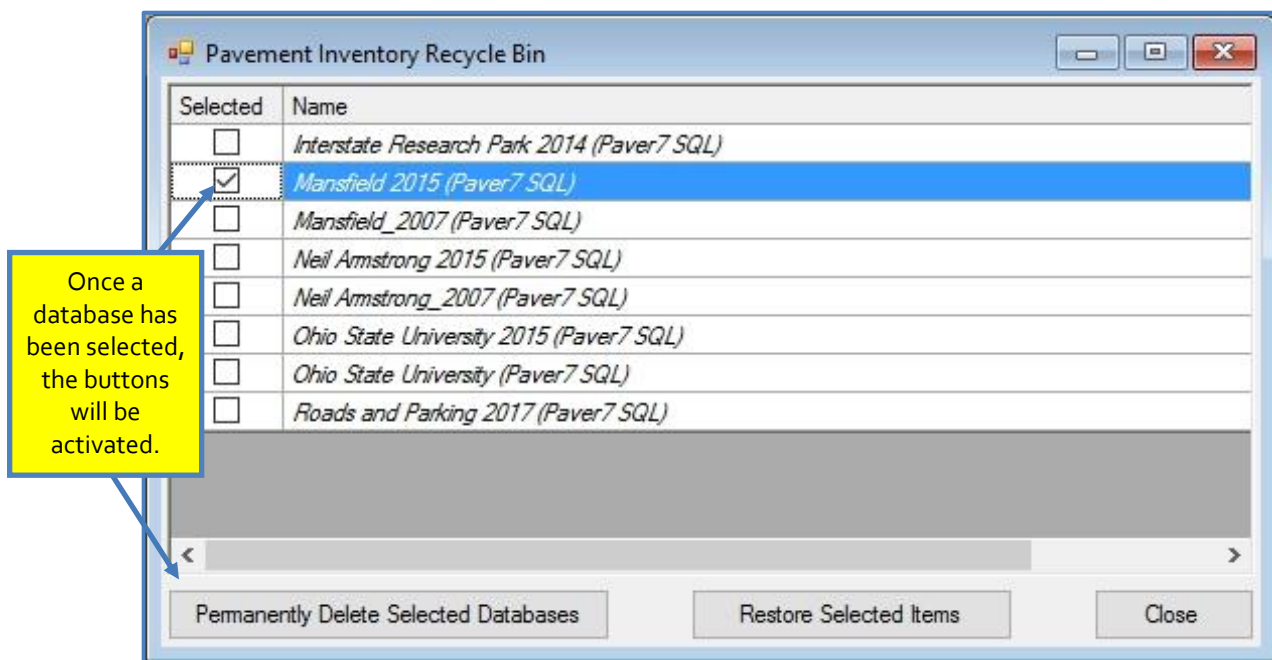 Pavement Inventory Recycle Bin
Selected Name
Interstate Research Park 2014 (Paver7 SQL)
Mansfield 2015 (Paver7 SQL)
Mansfield_2007 (Paver7 SQL)
Neil Armstrong 2015 (Paver7 SQL)
Neil Armstrong_2007 (Paver7 SQL)
Ohio State University 2015 (Paver7 SQL)
Ohio State University (Paver7 SQL)
Roads and Parking 2017 (Paver7 SQL)
Once a
database has
been selected,
the buttons
will be
activated.
Permanently Delete Selected Databases Restore Selected Items Close